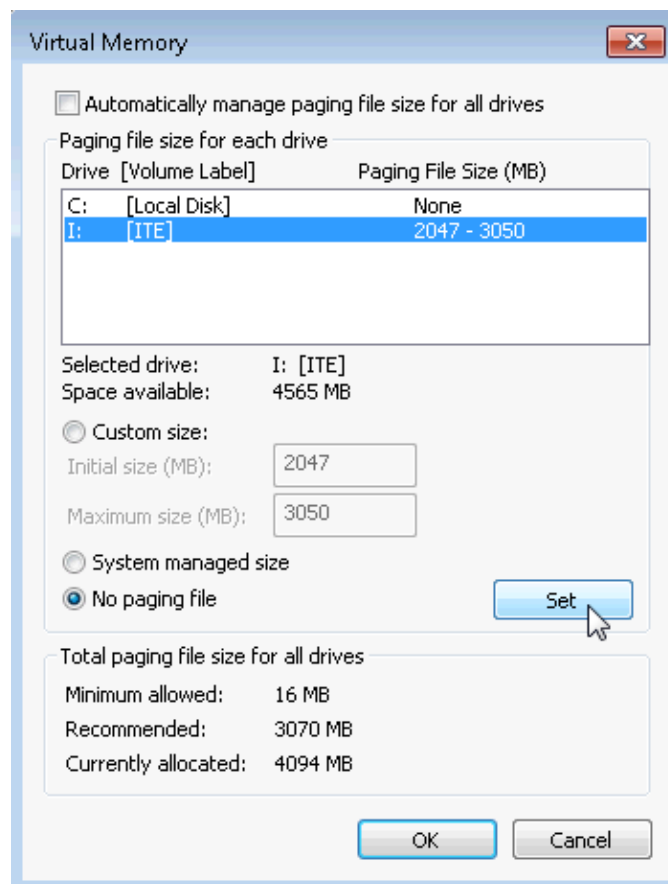 Virtual Memory
Automatically manage paging file size for all drives
Paging file size for each drive
Drive [Volume Label] Paging File Size (MB)
C: [Local Disk] None
I: [ITE] 2047 - 3050
Selected drive: I: [ITE]
Space available: 4565 MB
Custom size:
Initial size (MB): 2047
Maximum size (MB): 3050
System managed size
No paging file Set
Total paging file size for all drives
Minimum allowed: 16 MB
Recommended: 3070 MB
Currently allocated: 4094 MB
OK Cancel